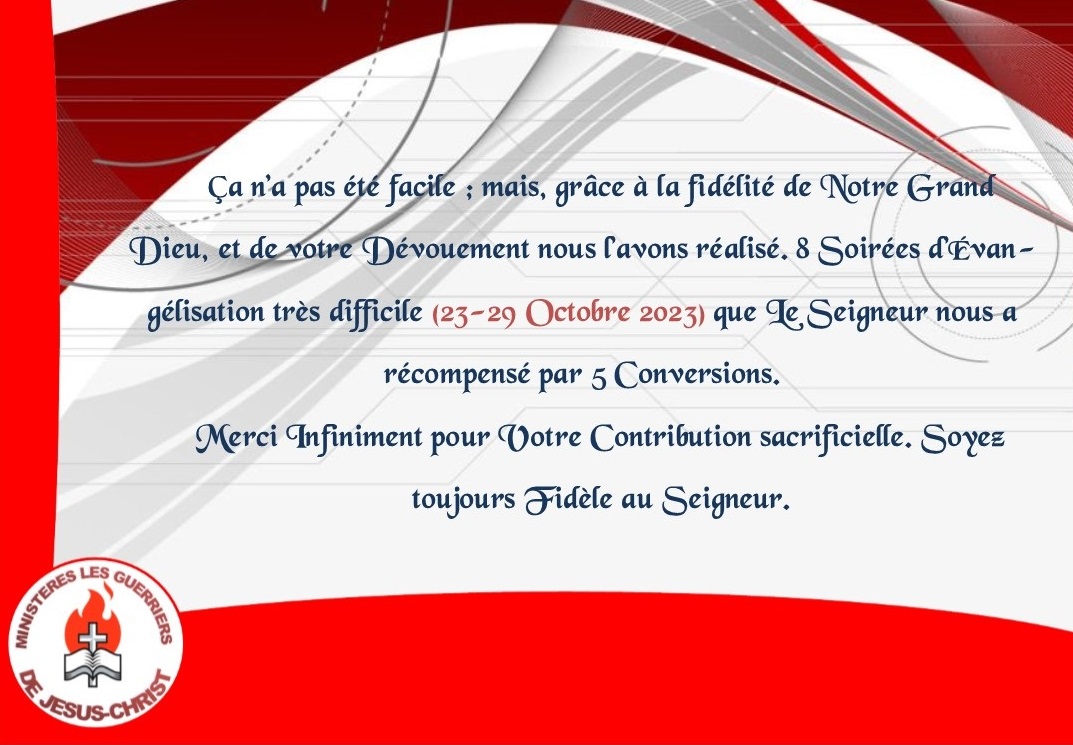 Ça n'a pas été facile ; mais, grâce à la fidélité de Notre Grand
Dieu, et de votre Dévouement nous l'avons réalisé. 8 Soirées d'Évan-
gélisation très difficile (23-29 Octobre 2023) que Le Seigneur nous a
récompensé par 5 Conversions.
Merci Infiniment pour Votre Contribution sacrificielle. Soyez
toujours Fidèle au Seigneur.
MINISTERES LES GUERRIERS
DE JESUS-CHRIST